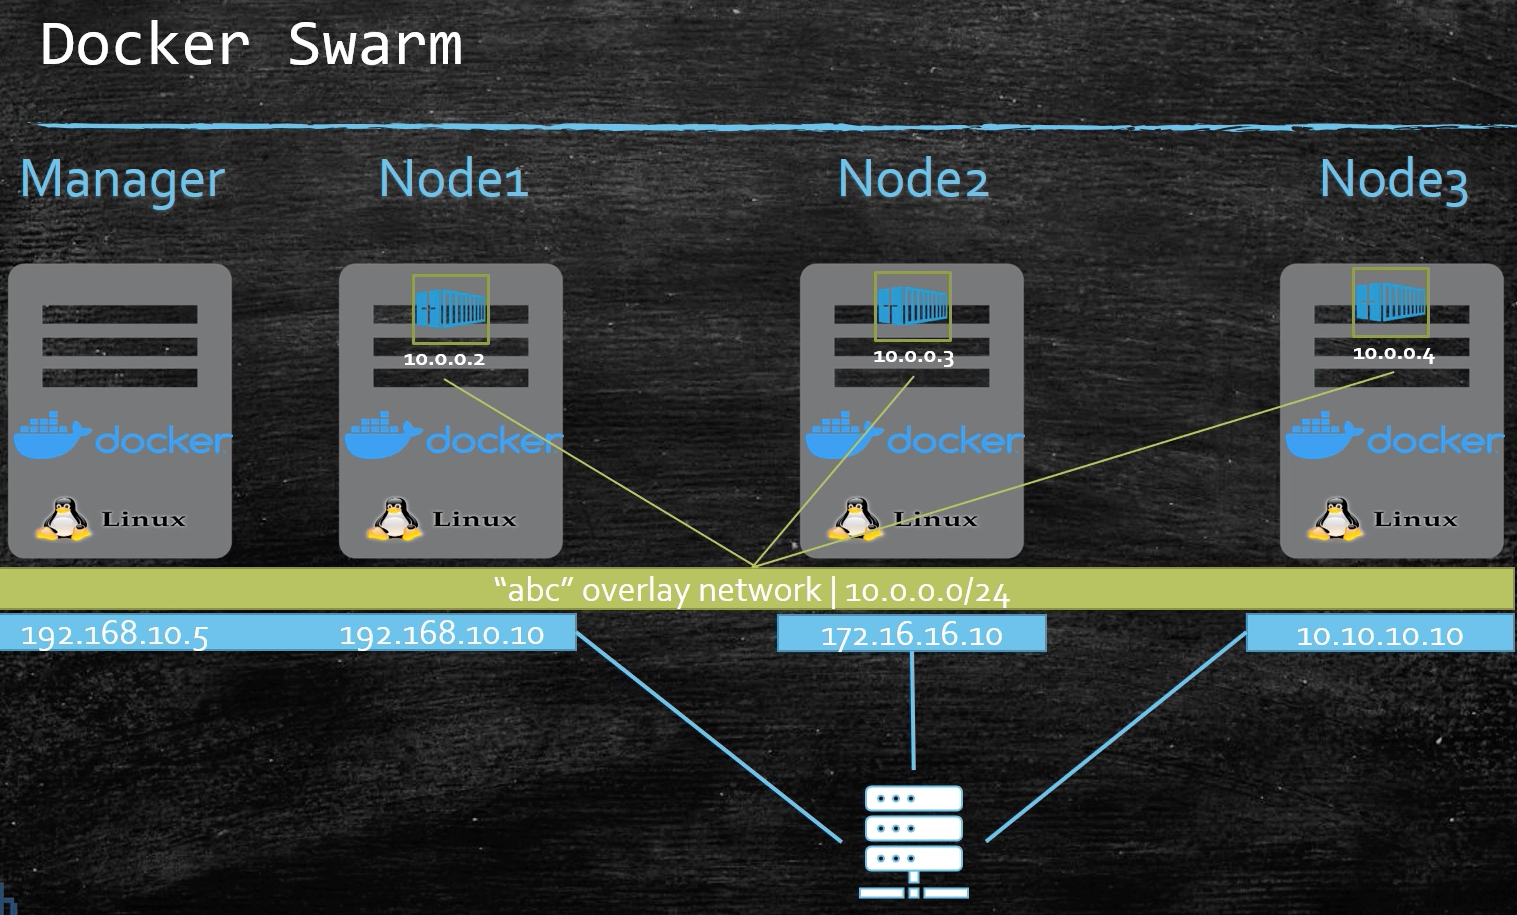 Docker Swarm
Manager
Node1
Node2
Node3
10.0.0.2
10.0.0.3
10.0.0.4
docker
docker
docker
docker
Linux
Linux
Linux
Linux
“abc” overlay network | 10.0.0.0/24
192.168.10.5
192.168.10.10
172.16.16.10
10.10.10.10